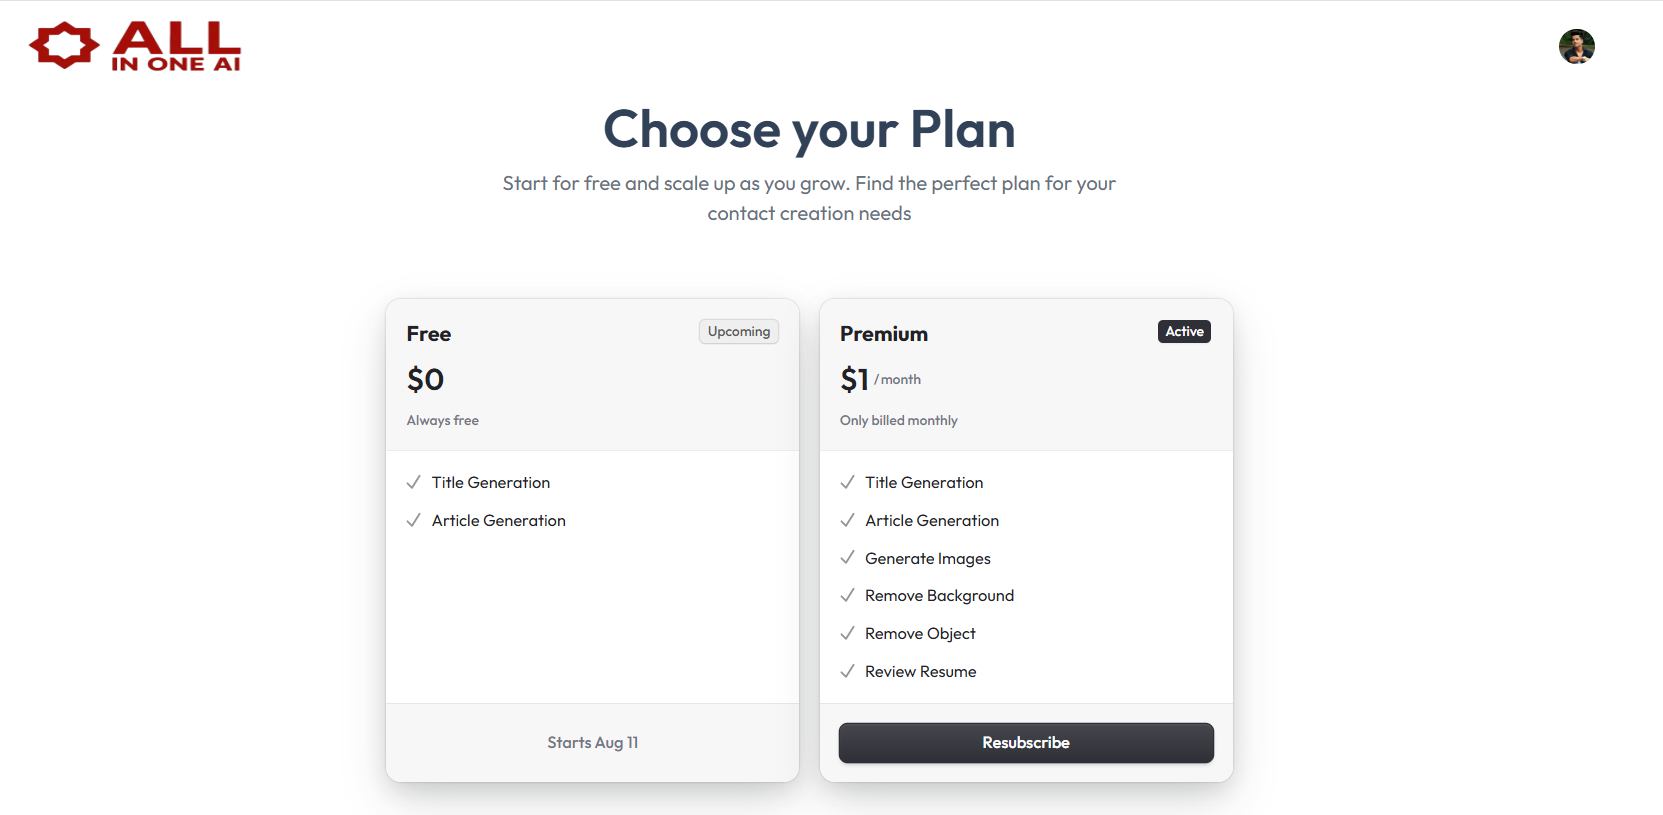 ALL
IN ONE AI
Choose your Plan
Start for free and scale up as you grow. Find the perfect plan for your
contact creation needs
Free
Upcoming
$0
Always free
Title Generation
Article Generation
Starts Aug 11
Premium
Active
$1 /month
Only billed monthly
Title Generation
Article Generation
Generate Images
Remove Background
Remove Object
Review Resume
Resubscribe